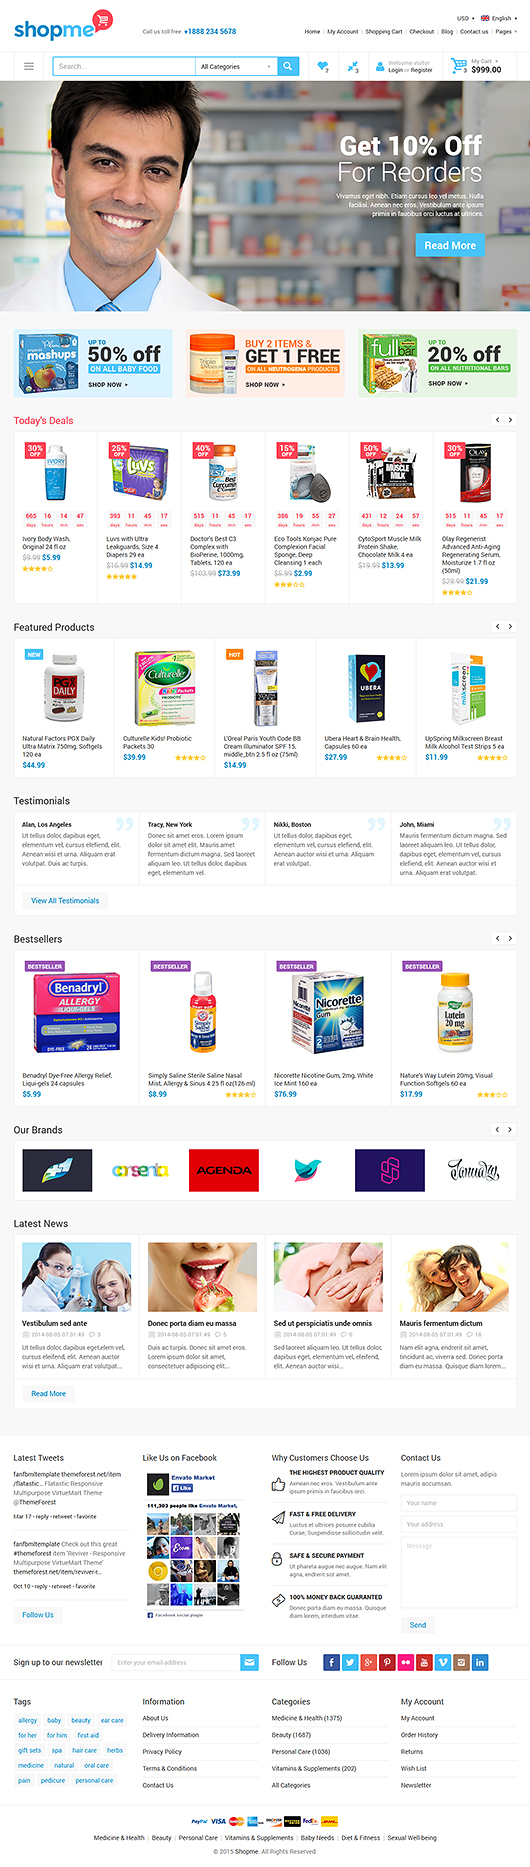 shopme
Call us toll free: +1888 234 5678
USD
English
Home
My Account
Shopping Cart
Checkout
Blog
Contact us
Pages
Search...
All Categories
7
3
Welcome visitor
Login or Register
3
My Cart
$999.00
Get 10% Off
For Reorders
Vivamus eget nibh. Etiam cursus leo vel metus. Nulla
facilisi. Aenean nec eros. Vestibulum ante ipsum
primis in faucibus orci luctus at ultrices.
Read More
mashups
UP TO
50% off
ON ALL BABY FOOD
SHOP NOW
BUY 2 ITEMS &
GET 1 FREE
ON ALL NEUTROGENA PRODUCTS
SHOP NOW
full
bar
UP TO
20% off
ON ALL NUTRITIONAL BARS
SHOP NOW
Today's Deals
30%
OFF
25%
OFF
40%
OFF
15%
OFF
50%
OFF
30%
OFF
665 16 14 47
days hours min sec
393 11 45 17
days hours min sec
515 11 45 17
days hours min sec
386 19 55 27
days hours min sec
431 12 24 57
days hours min sec
515 11 45 17
days hours min sec
Ivory Body Wash,
Original 24 fl oz
$9.99 $5.99
Luvs with Ultra
Leakguards, Size 4
Diapers 29 ea
$16.99 $14.99
Doctor's Best C3
Complex with
BioPerine, 1000mg,
Tablets, 120 ea
$103.99 $73.99
Eco Tools Konjac Pure
Complexion Facial
Sponge, Deep
Cleansing 1 each
$5.99 $2.99
CytoSport Muscle Milk
Protein Shake,
Chocolate Milk 4 ea
$19.99 $13.99
Olay Regenerist
Advanced Anti-Aging
Regenerating Serum,
Moisturize 1.7 fl oz
(50ml)
$29.99 $21.99
Featured Products
NEW
HOT
PGX
DAILY
Culturelle
UBERA
milkscreen
Natural Factors PGX Daily
Ultra Matrix 750mg, Softgels
120 ea
$44.99
Culturelle Kids! Probiotic
Packets 30
$39.99
L'Oreal Paris Youth Code BB
Cream Illuminator SPF 15,
middle_btn 2.5 fl oz (75ml)
$14.99
Ubera Heart & Brain Health,
Capsules 60 ea
$27.99
UpSpring Milkscreen Breast
Milk Alcohol Test Strips 5 ea
$11.99
Testimonials
Alan, Los Angeles
Ut tellus dolor, dapibus eget,
elementum vel, cursus eleifend, elit.
Aenean wisi et urna. Aliquam erat
volutpat. Duis ac turpis.
Tracy, New York
Donec sit amet eros. Lorem ipsum
dolor sit amet elit. Mauris amet
fermentum dictum magna. Sed laoreet
aliquam leo. Ut tellus dolor, dapibus
eget, elementum vel.
Nikki, Boston
Ut tellus dolor, dapibus eget,
elementum vel, cursus eleifend, elit.
Aenean auctor wisi et urna. Aliquam erat
volutpat.
John, Miami
Mauris fermentum dictum magna. Sed
laoreet aliquam leo. Ut tellus dolor,
dapibus eget, elementum vel, cursus
eleifend, elit. Aenean auctor wisi et
urna.
View All Testimonials
Bestsellers
BESTSELLER
BESTSELLER
BESTSELLER
BESTSELLER
Benadryl
ALLERGY
LIQUI-GELS
DYE-FREE
Simply
Saline
Nicorette
Gum
Lutein
20 mg
Benadryl Dye-Free Allergy Relief,
Liqui-gels 24 capsules
$5.99
Simply Saline Sterile Saline Nasal
Mist, Allergy & Sinus 4.25 fl oz(126 ml)
$8.99
Nicorette Nicotine Gum, 2mg, White
Ice Mint 160 ea
$76.99
Nature's Way Lutein 20mg, Visual
Function Softgels 60 ea
$17.99
Our Brands
AGENDA
January
Latest News
Vestibulum sed ante
2014-08-05 07:01:49 3
Ut tellus dolor, dapibus eget,elem vel,
cursus eleifend, elit. Aenean auctor
wisi et urna. Aliquam erat volutpat...
Donec porta diam eu massa
2014-08-05 07:01:49 5
Duis ac turpis. Donec sit amet eros.
Lorem ipsum dolor sit amet,
consectetuer adipiscing elit...
Sed ut perspiciatis unde omnis
2014-08-05 07:01:49 0
Sed laoreet aliquam leo. Ut tellus dolor,
dapibus eget, elementum vel, eleifend,
elit. Aenean auctor wisi...
Mauris fermentum dictum
2014-08-05 07:01:49 18
Nam elit agna, endrerit sit amet,
tincidunt ac, viverra sed. Donec porta
diam eu massa. Quisque diam lorem...
Read More
Latest Tweets
fanfbmltemplate themeforest.net/item
/flatastic... Flatastic Responsive
Multipurpose VirtueMart Theme
@ThemeForest
Mar 17 • reply • retweet • favorite
fanfbmltemplate Check out this 'Great
#themeforest item 'Reviver - Responsive
Multipurpose VirtueMart Theme'
themeforest.net/item/reviver-r...
Oct 10 • reply • retweet • favorite
Follow Us
Like Us on Facebook
Envato Market
Like
111,303 people like Envato Market.
Facebook social plugin
Why Customers Choose Us
THE HIGHEST PRODUCT QUALITY
Aenean nec eros. Vestibulum ante
ipsum primis in faucibus orci.
FAST & FREE DELIVERY
Luctus et ultrices posuere cubilia
Curae, Suspendisse sollicitudin velit.
SAFE & SECURE PAYMENT
Ut pharetra augue nec augue. Nam elit
agna, endrerit sit amet.
100% MONEY BACK GUARANTED
Donec porta diam eu massa. Quisque
diam lorem, interdum vitae.
Contact Us
Lorem ipsum dolor sit amet, adipis
mauris accumsan.
Your name
Your address
Message
Send
Sign up to our newsletter
Enter your email address
Follow Us
Tags
allergy baby beauty ear care
for her for him first aid
gift sets spa hair care herbs
medicine natural oral care
pain pedicure personal care
Information
About Us
Delivery Information
Privacy Policy
Terms & Conditions
Contact Us
Categories
Medicine & Health (1375)
Beauty (1687)
Personal Care (1036)
Vitamins & Supplements (202)
All Categories
My Account
My Account
Order History
Returns
Wish List
Newsletter
PayPal VISA FedEx DHL
Medicine & Health
Beauty
Personal Care
Vitamins & Supplements
Baby Needs
Diet & Fitness
Sexual Well-being
© 2015 Shopme. All Rights Reserved.